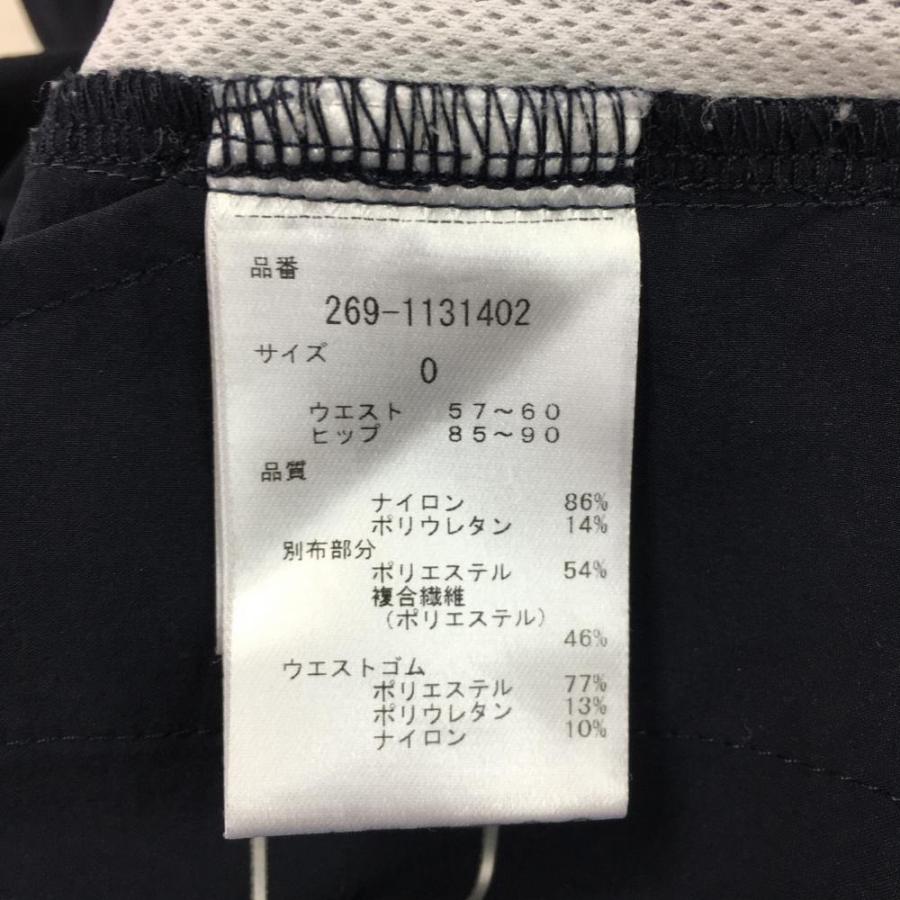 品番
269-1131402
サイズ
0
ウエスト 57～60
ヒップ 85～90
品質
ナイロン 86%
ポリウレタン 14%
別布部分
ポリエステル 54%
複合繊維
(ポリエステル)
46%
ウエストゴム
ポリエステル 77%
ポリウレタン 13%
ナイロン 10%